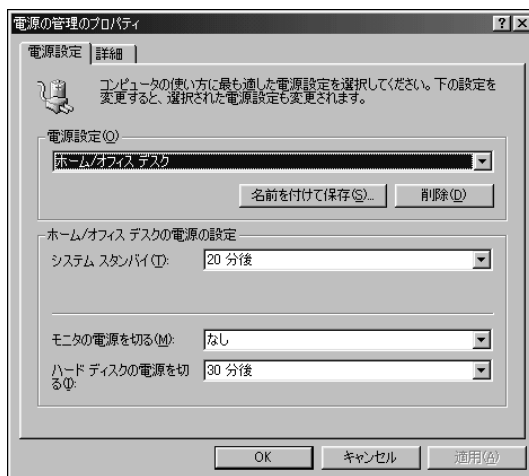 電源の管理のプロパティ
電源設定 詳細
コンピュータの使い方に最も適した電源設定を選択してください。下の設定を
変更すると、選択された電源設定も変更されます。
電源設定(O)
ホーム/オフィス デスク
名前を付けて保存(S)... 削除(D)
ホーム/オフィス デスクの電源の設定
システム スタンバイ(T): 20 分後
モニタの電源を切る(M): なし
ハード ディスクの電源を切
る(I): 30 分後
OK キャンセル 適用(A)